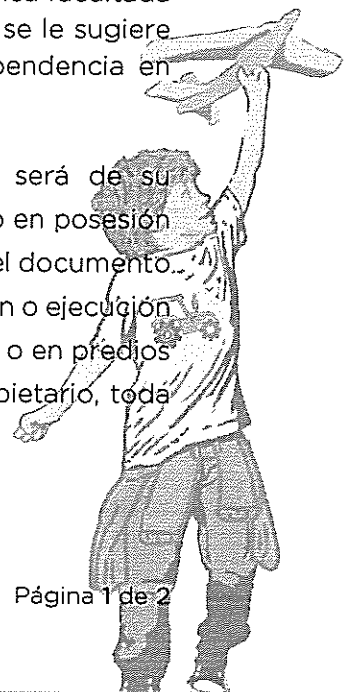 se le sugiere
pendencia en
será de su
o en posesión
el documento
n o ejecución
o en predios
pietario, toda
Página 1 de 2